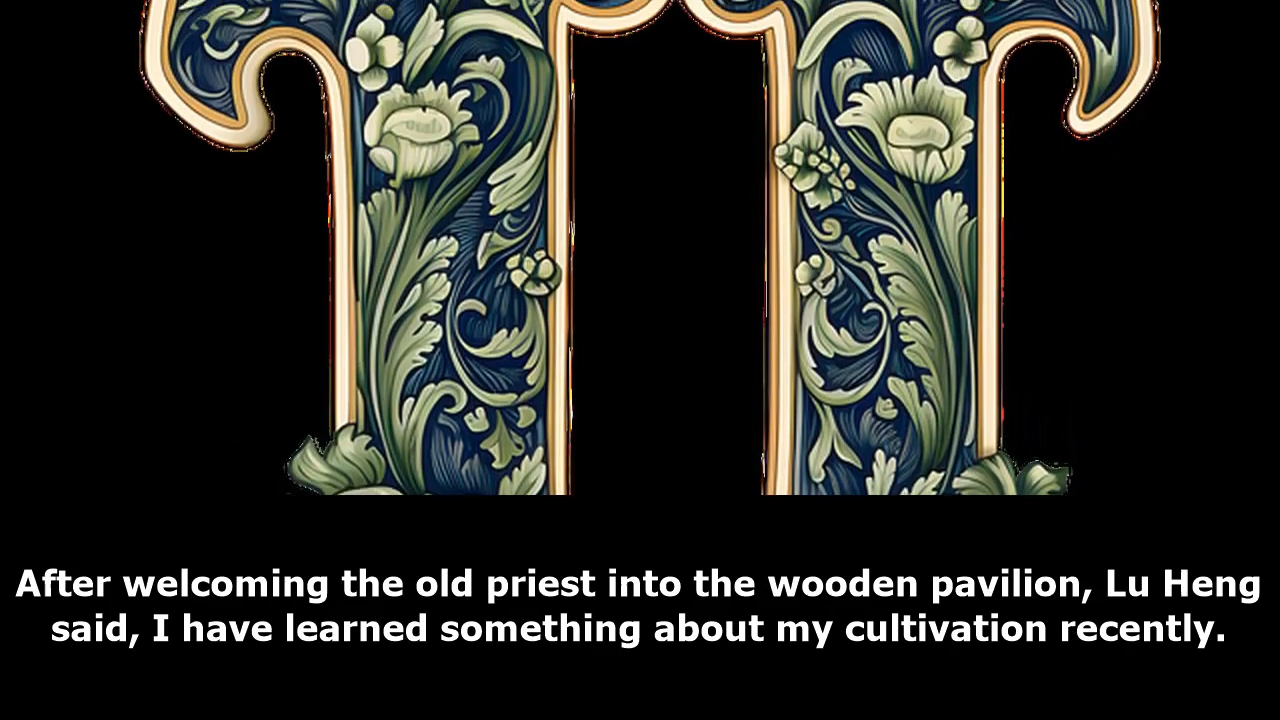 After welcoming the old priest into the wooden pavilion, Lu Heng
said, I have learned something about my cultivation recently.